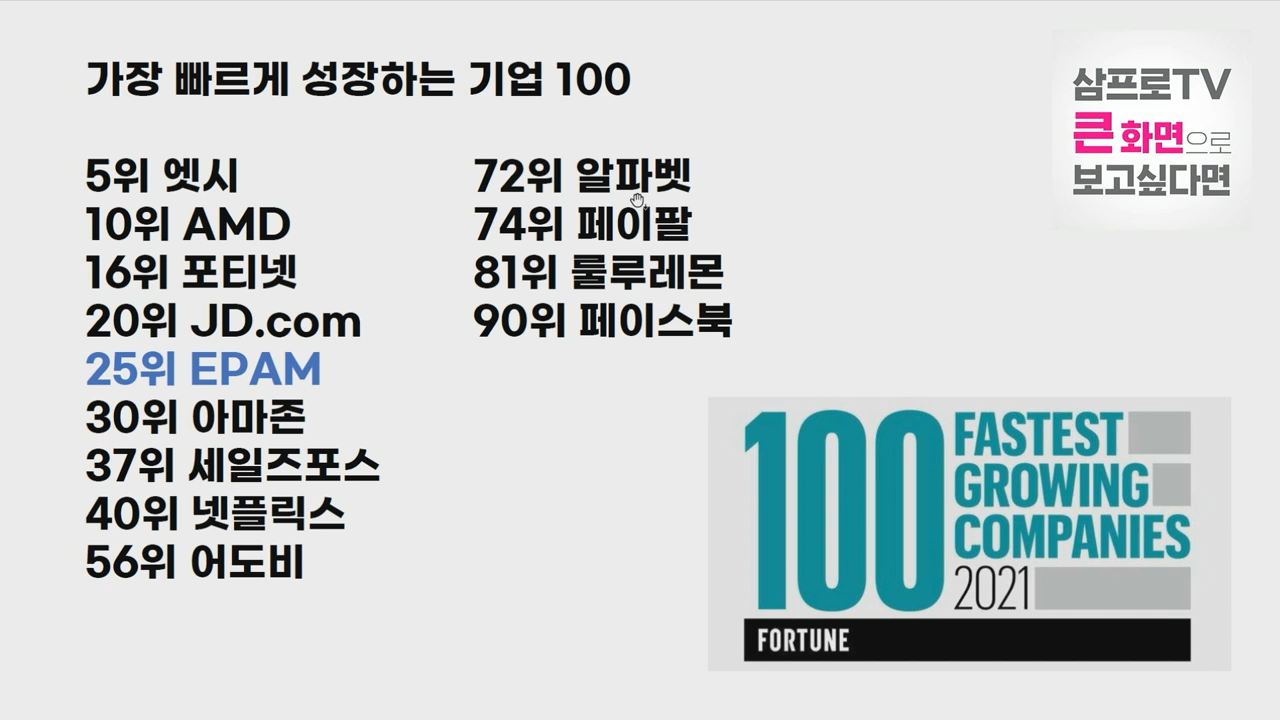 가장 빠르게 성장하는 기업 100
삼프로TV
큰 화면으로
보고싶다면
5위 엣시
10위 AMD
16위 포티넷
20위 JD.com
25위 EPAM
30위 아마존
37위 세일즈포스
40위 넷플릭스
56위 어도비
72위 알파벳
74위 페이팔
81위 룰루레몬
90위 페이스북
100 FASTEST
GROWING
COMPANIES
2021
FORTUNE